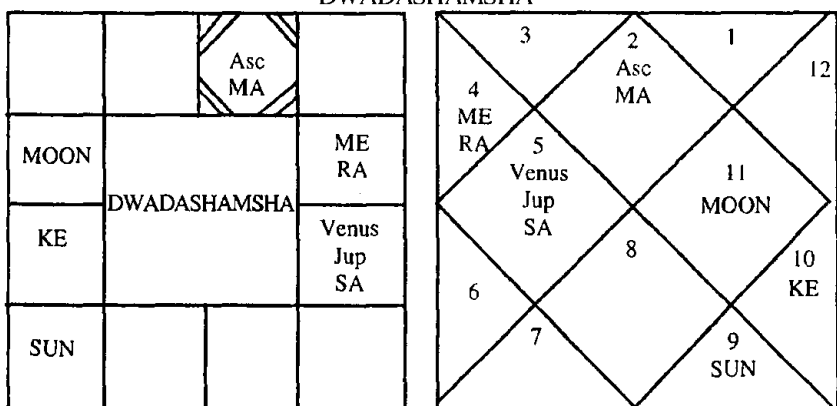 DWADASHAMSHA
Asc
MA
MOON
ME
RA
DWADASHAMSHA
KE
Venus
Jup
SA
SUN
3
2
Asc
MA
1
12
4
ME
RA
5
Venus
Jup
SA
11
MOON
8
10
KE
6
7
9
SUN